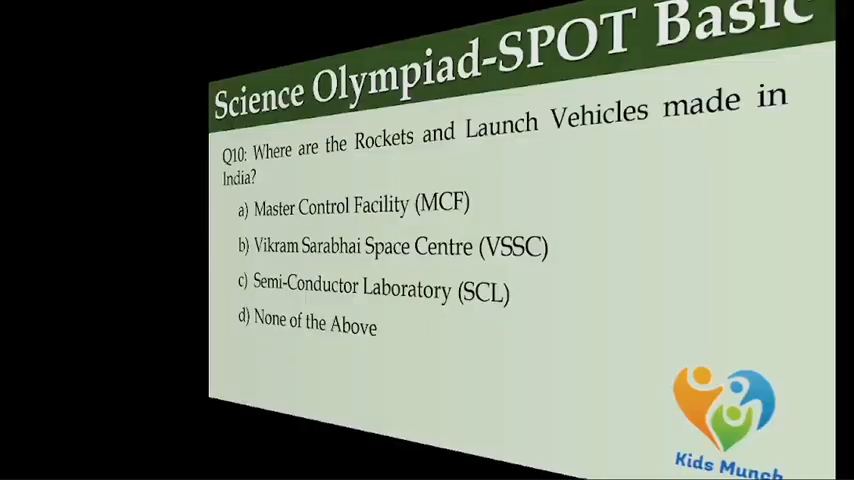 Science Olympiad-SPOT Basic
Q10: Where are the Rockets and Launch Vehicles made in
India?
a) Master Control Facility (MCF)
b) Vikram Sarabhai Space Centre (VSSC)
c) Semi-Conductor Laboratory (SCL)
d) None of the Above
Kids Munch